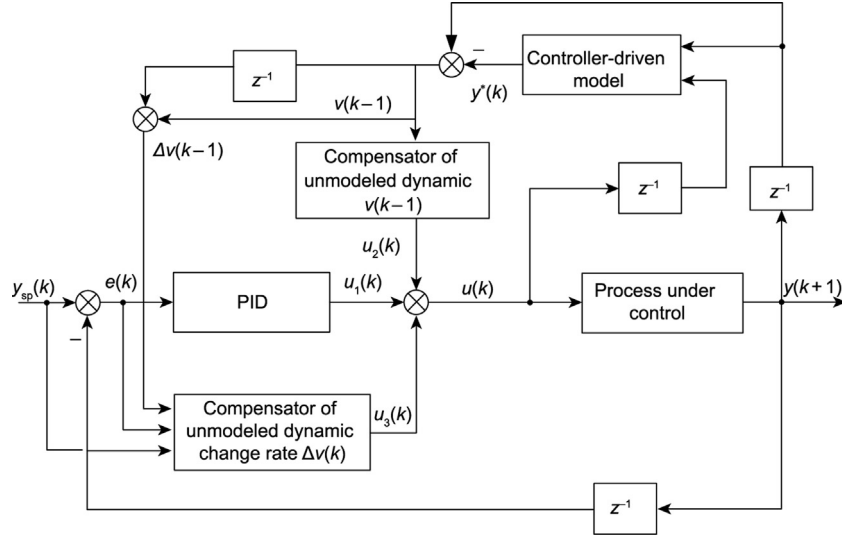 Controller-driven
model
−
y*(k)
z⁻¹
v(k−1)
Δv(k−1)
Compensator of
unmodeled dynamic
v(k−1)
z⁻¹
z⁻¹
u₂(k)
yₛₚ(k)
e(k)
PID
u₁(k)
u(k)
Process under
control
y(k+1)
−
Compensator of
unmodeled dynamic
change rate Δv(k)
u₃(k)
z⁻¹